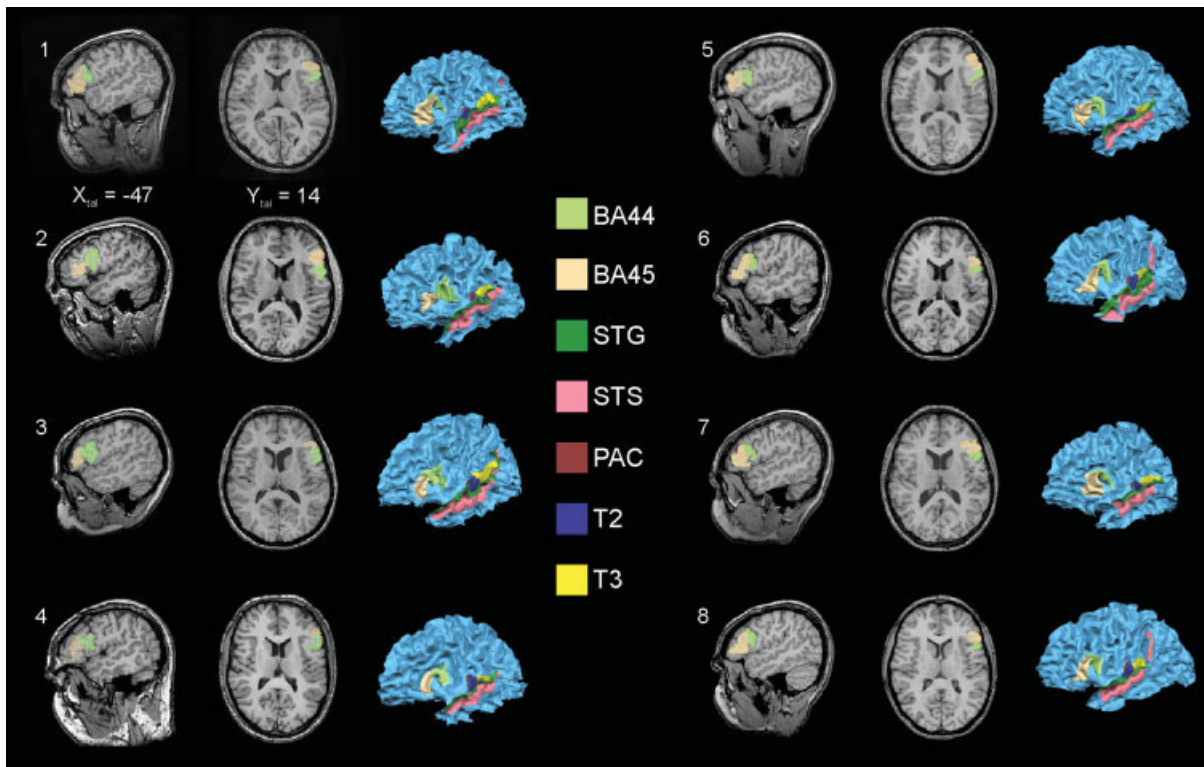 1
5
X_tal = -47
Y_tal = 14
2
6
BA44
BA45
STG
STS
PAC
T2
T3
3
7
4
8